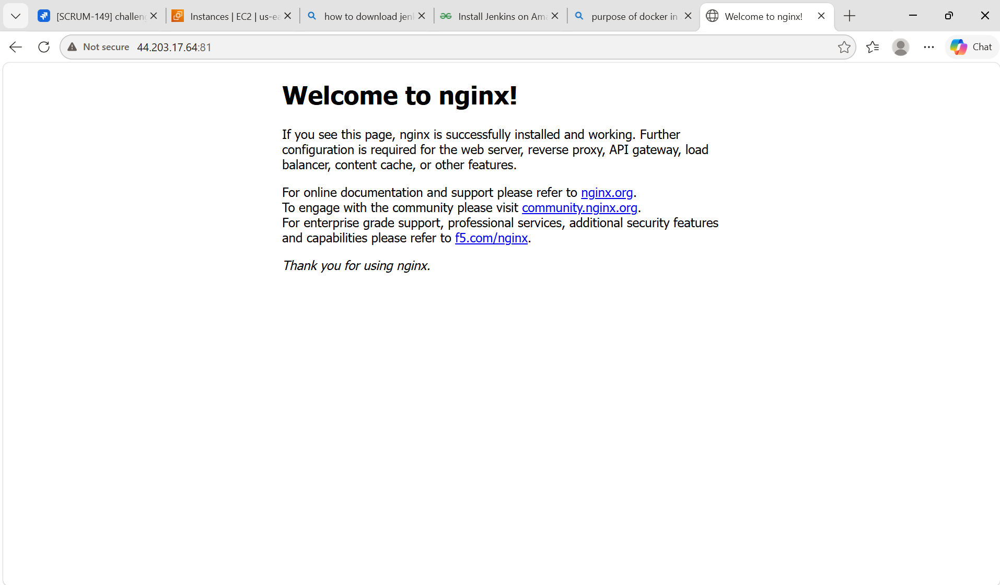 [SCRUM-149] challen
Instances | EC2 | us-ea
how to download jen
Install Jenkins on Ama
purpose of docker in
Welcome to nginx!
Not secure
44.203.17.64:81
Chat
Welcome to nginx!
If you see this page, nginx is successfully installed and working. Further
configuration is required for the web server, reverse proxy, API gateway, load
balancer, content cache, or other features.
For online documentation and support please refer to nginx.org.
To engage with the community please visit community.nginx.org.
For enterprise grade support, professional services, additional security features
and capabilities please refer to f5.com/nginx.
Thank you for using nginx.